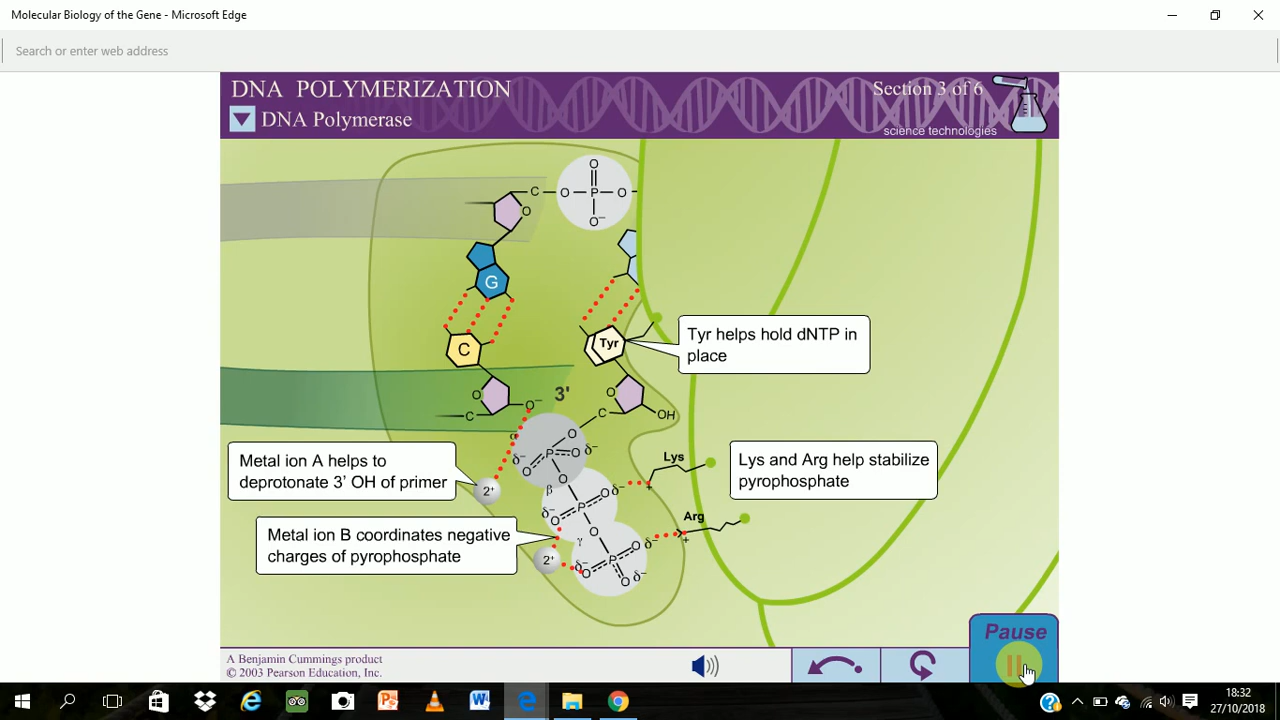 Molecular Biology of the Gene - Microsoft Edge
Search or enter web address
DNA POLYMERIZATION
Section 3 of 6
DNA Polymerase
science technologies
O
C O P O
O O⁻
G
Tyr helps hold dNTP in
place
C Tyr
O O⁻ 3' O
C C OH
α O
δ⁻ P O δ⁻
O
Metal ion A helps to
deprotonate 3’ OH of primer
2⁺
Lys
Lys and Arg help stabilize
pyrophosphate
O
β O δ⁻ +
δ⁻ P
O
Arg
Metal ion B coordinates negative
charges of pyrophosphate
O
γ O δ⁻ +
2⁺ δ⁻ P
O O δ⁻
Pause
A Benjamin Cummings product
© 2003 Pearson Education, Inc.
18:32
27/10/2018